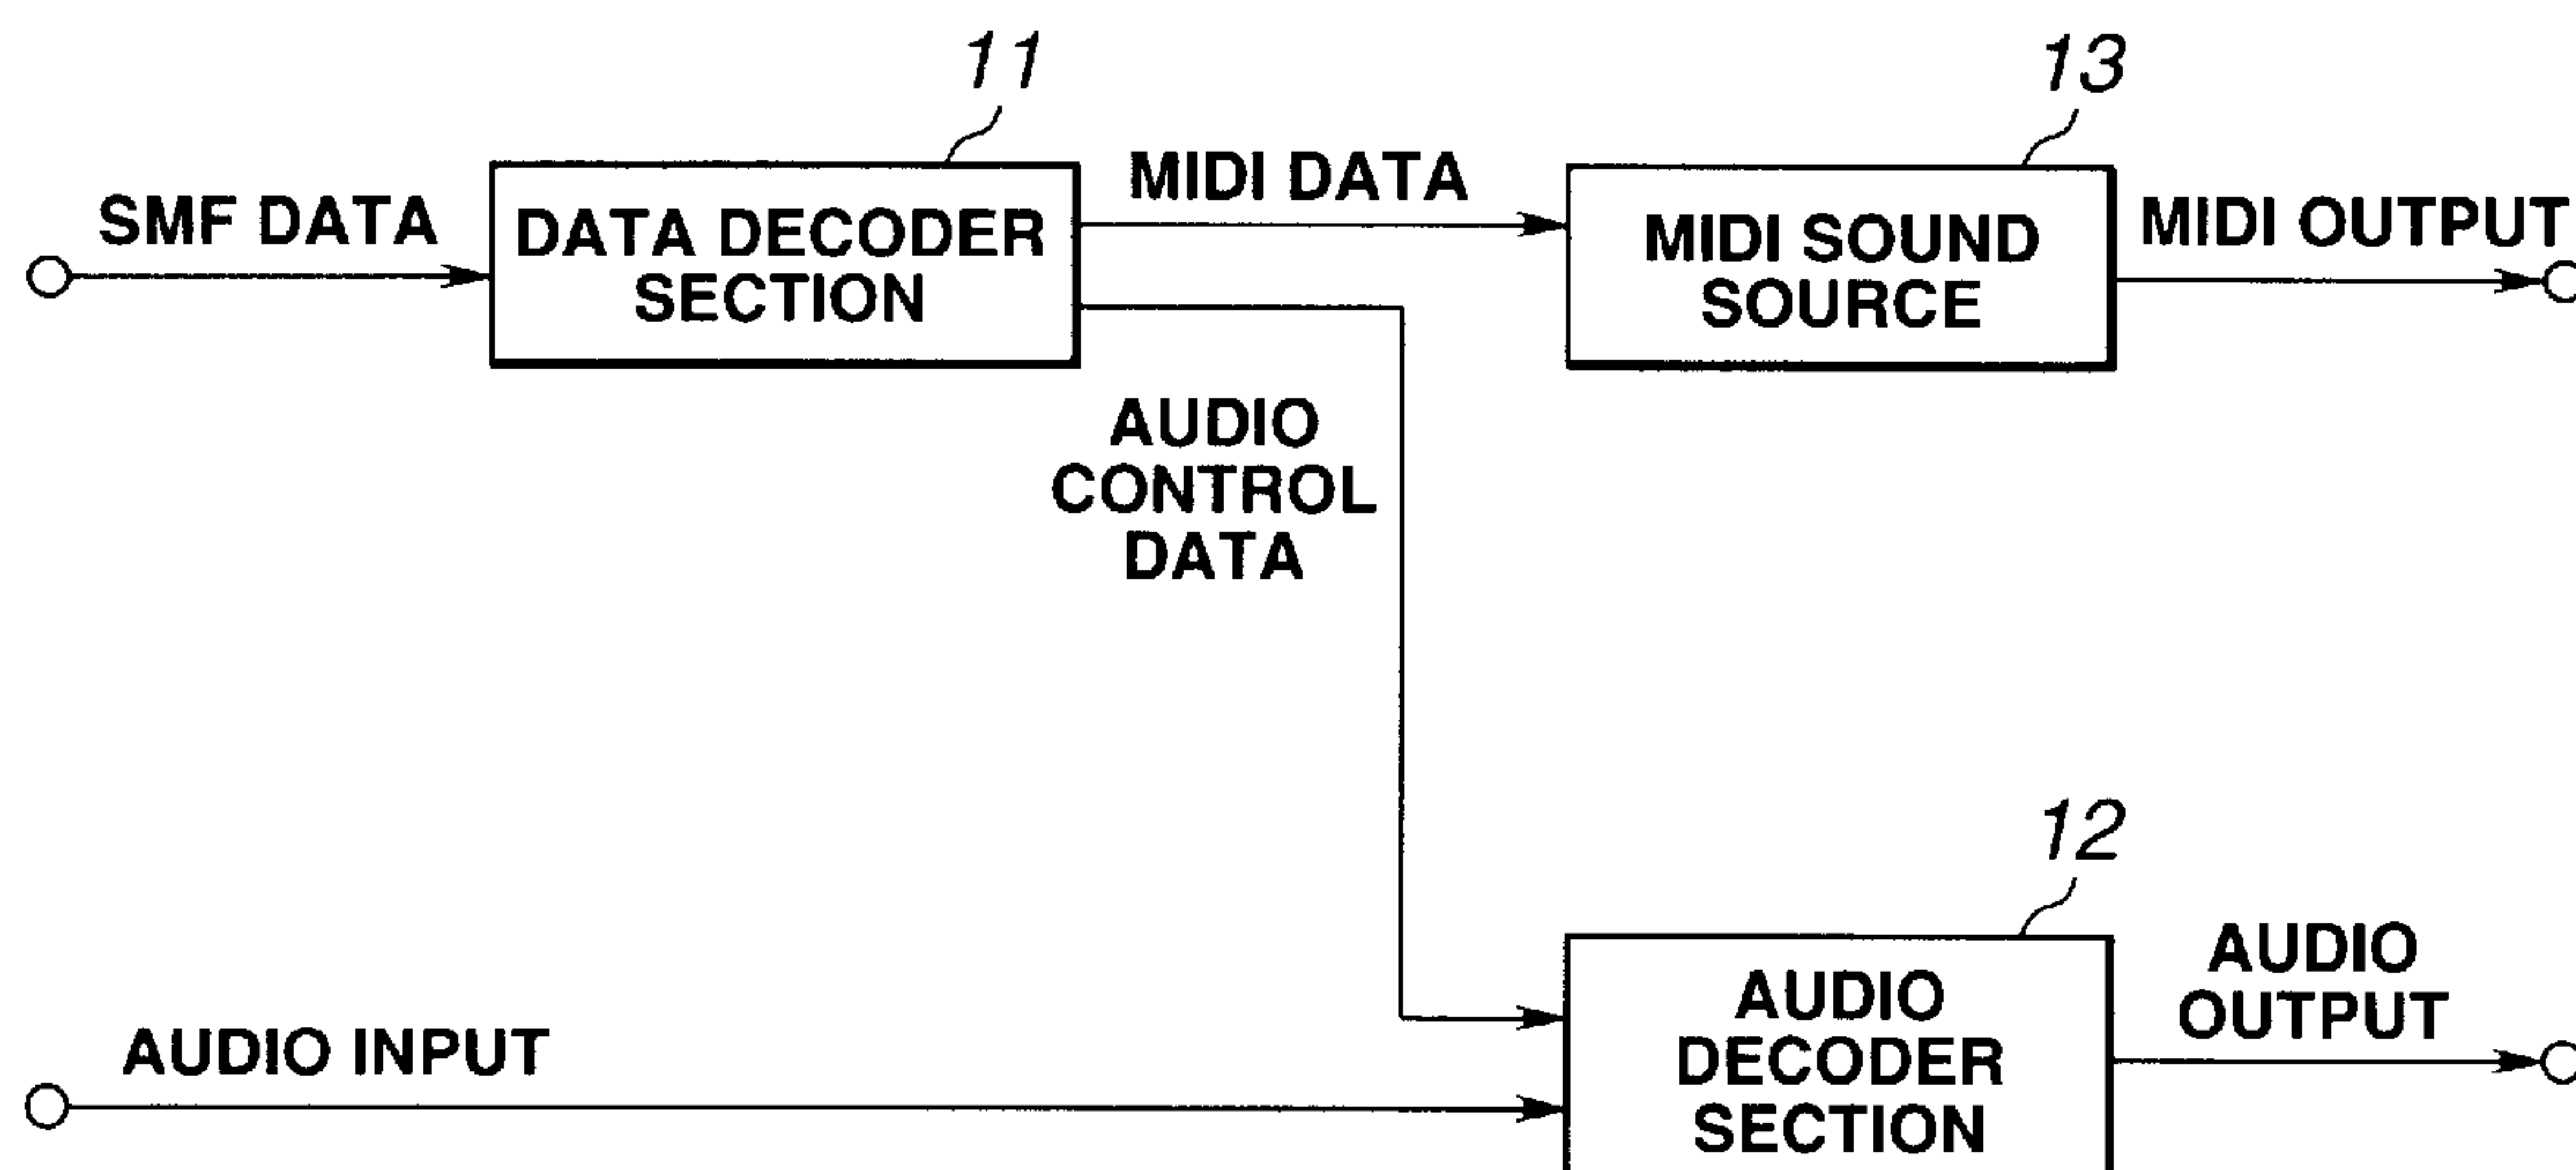 11
13
SMF DATA
DATA DECODER
SECTION
MIDI DATA
MIDI SOUND
SOURCE
MIDI OUTPUT
AUDIO
CONTROL
DATA
12
AUDIO INPUT
AUDIO
DECODER
SECTION
AUDIO
OUTPUT